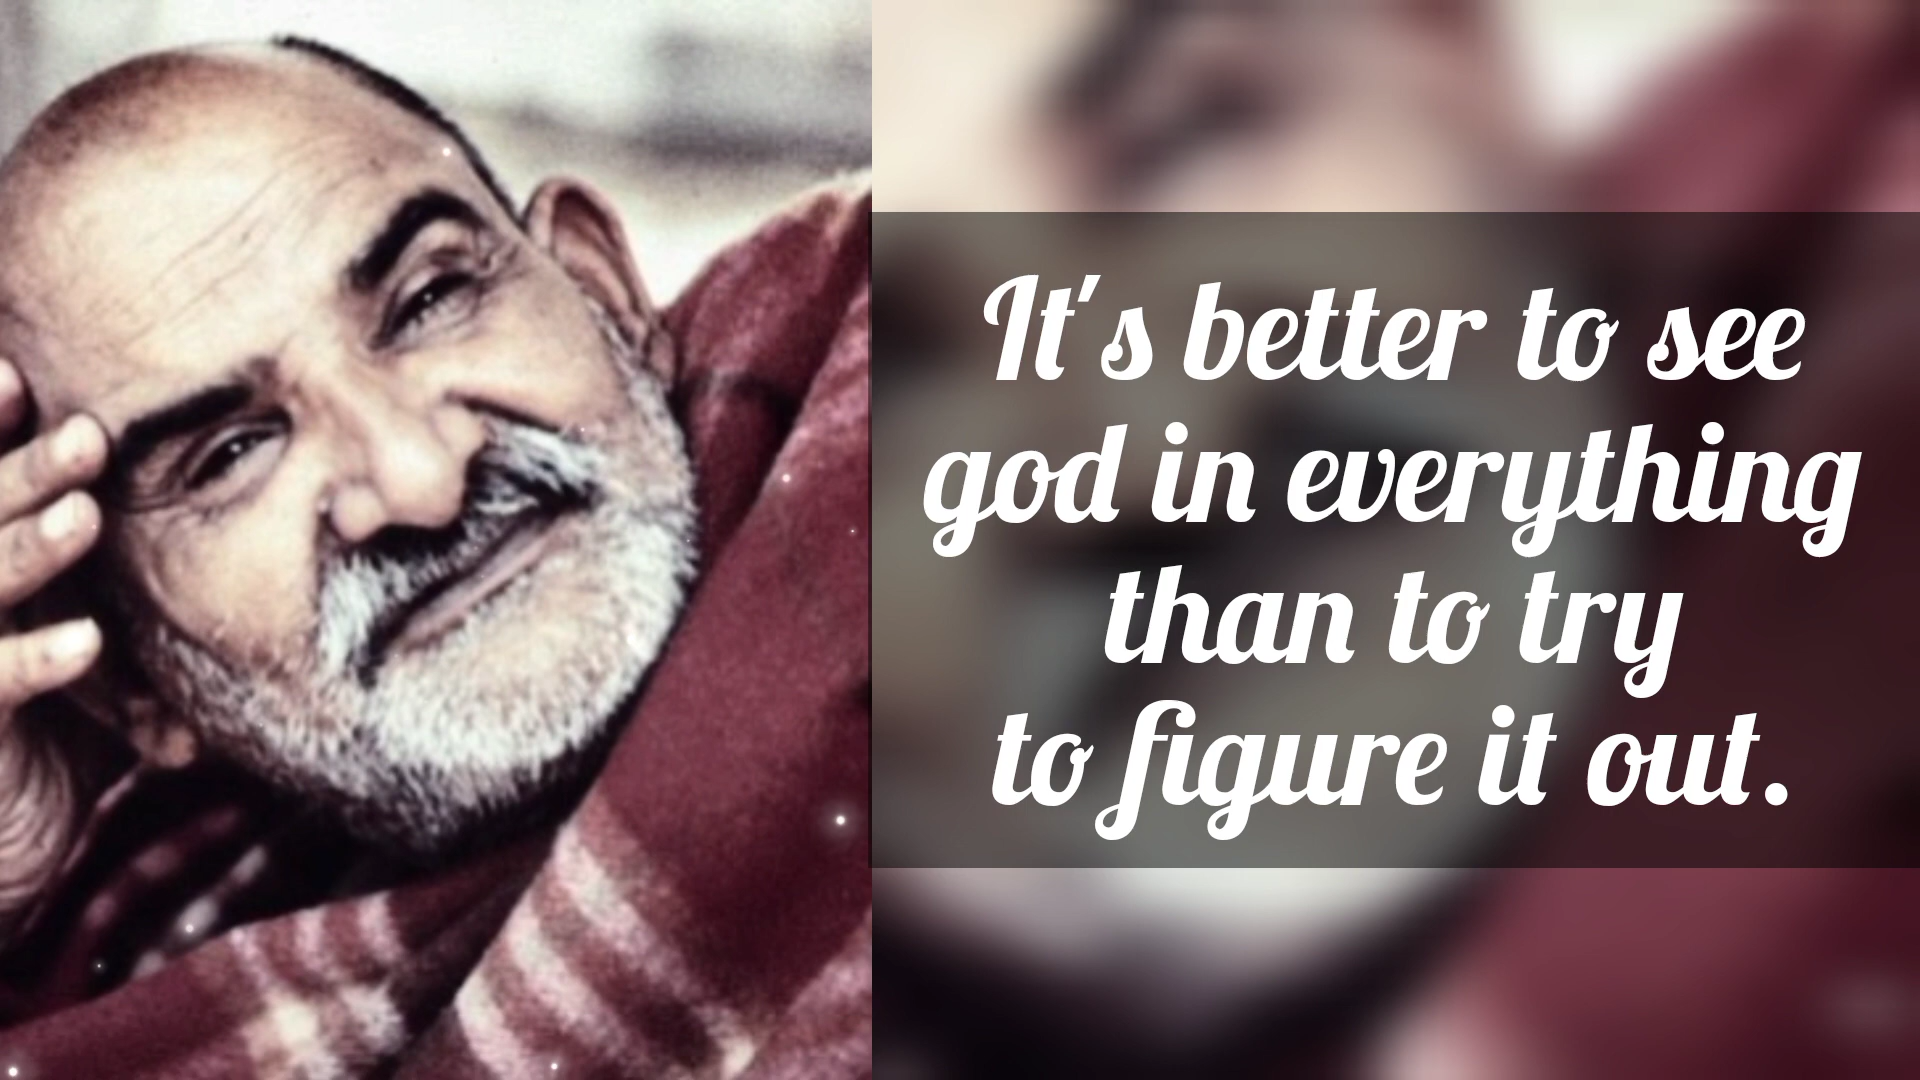 It's better to see
god in everything
than to try
to figure it out.